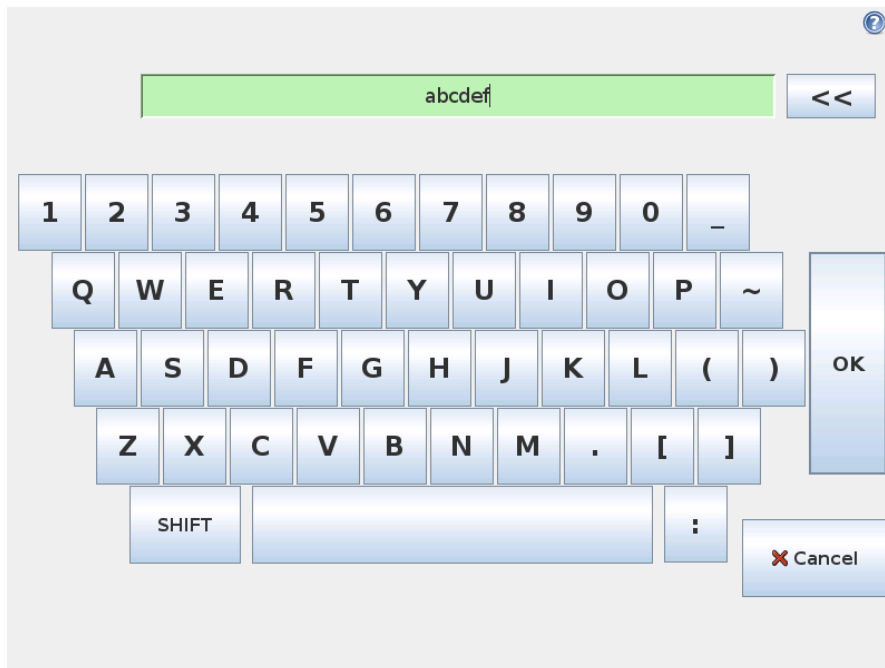 ?
abcdef <<
1 2 3 4 5 6 7 8 9 0 _
Q W E R T Y U I O P ~
A S D F G H J K L ( ) OK
Z X C V B N M . [ ]
SHIFT :
Cancel